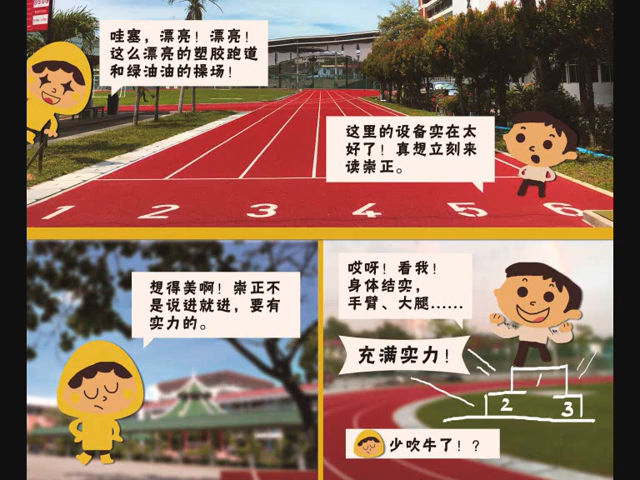 哇塞，漂亮！漂亮！
这么漂亮的塑胶跑道
和绿油油的操场！
这里的设备实在太
好了！真想立刻来
读崇正。
1 2 3 4 5 6
想得美啊！崇正不
是说进就进，要有
实力的。
哎呀！看我！
身体结实，
手臂、大腿……
充满实力！
1
2 3
少吹牛了！？